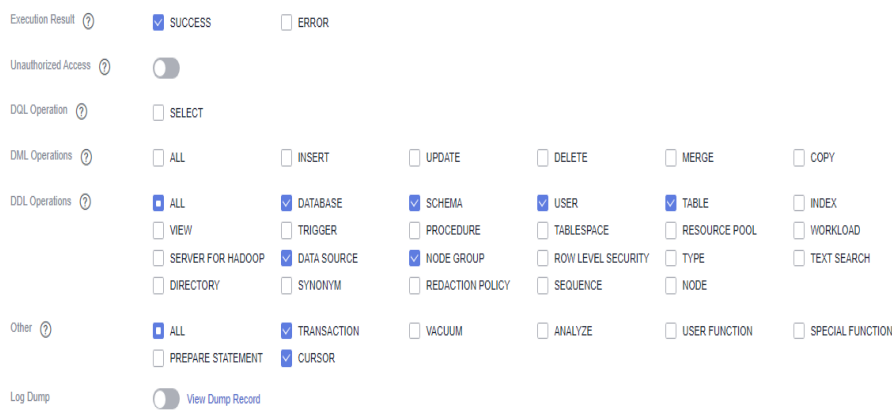 Execution Result ? SUCCESS ERROR
Unauthorized Access ?
DQL Operation ? SELECT
DML Operations ? ALL INSERT UPDATE DELETE MERGE COPY
DDL Operations ? ALL DATABASE SCHEMA USER TABLE INDEX
VIEW TRIGGER PROCEDURE TABLESPACE RESOURCE POOL WORKLOAD
SERVER FOR HADOOP DATA SOURCE NODE GROUP ROW LEVEL SECURITY TYPE TEXT SEARCH
DIRECTORY SYNONYM REDACTION POLICY SEQUENCE NODE
Other ? ALL TRANSACTION VACUUM ANALYZE USER FUNCTION SPECIAL FUNCTION
PREPARE STATEMENT CURSOR
Log Dump View Dump Record